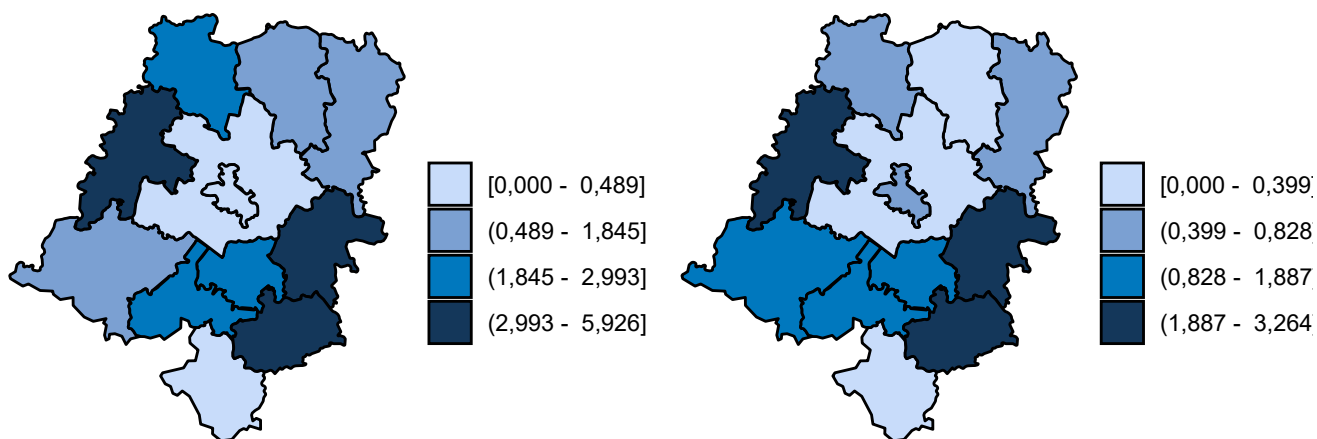 [0,000 - 0,489]
(0,489 - 1,845]
(1,845 - 2,993]
(2,993 - 5,926]
[0,000 - 0,399]
(0,399 - 0,828]
(0,828 - 1,887]
(1,887 - 3,264]